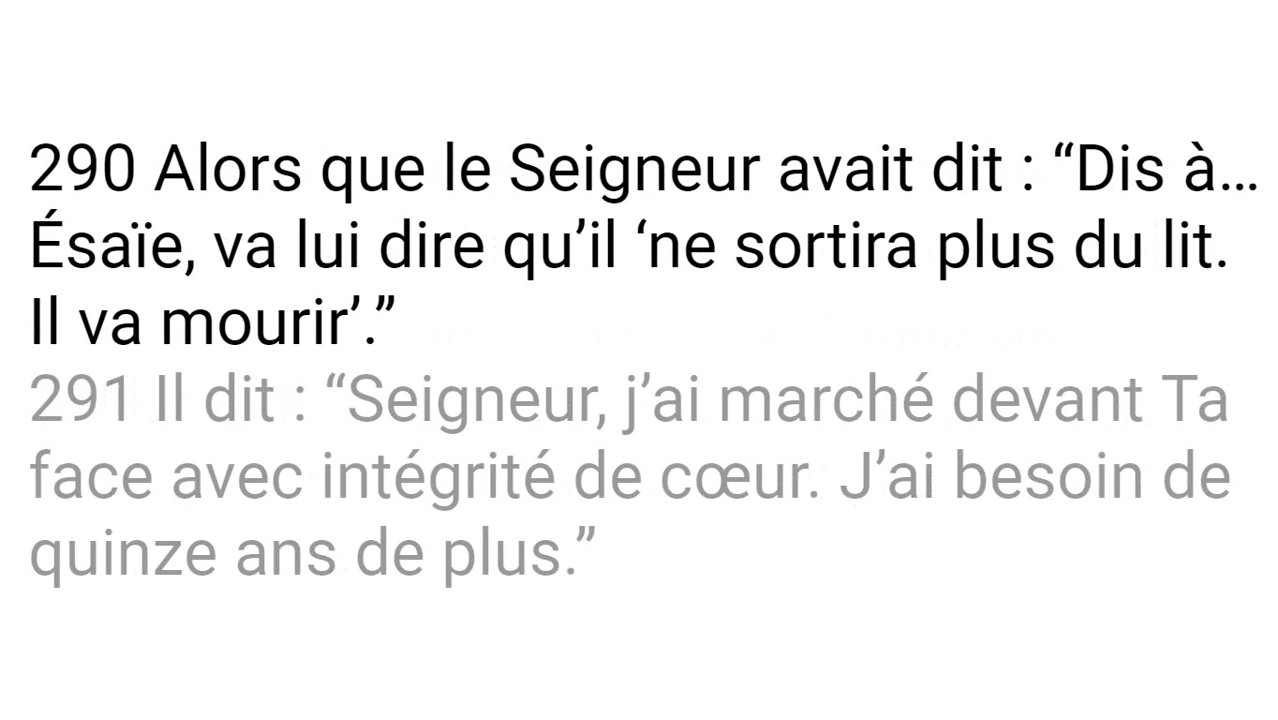 290 Alors que le Seigneur avait dit : “Dis à…
Ésaïe, va lui dire qu’il ‘ne sortira plus du lit.
Il va mourir’.”
291 Il dit : “Seigneur, j’ai marché devant Ta
face avec intégrité de cœur. J’ai besoin de
quinze ans de plus.”